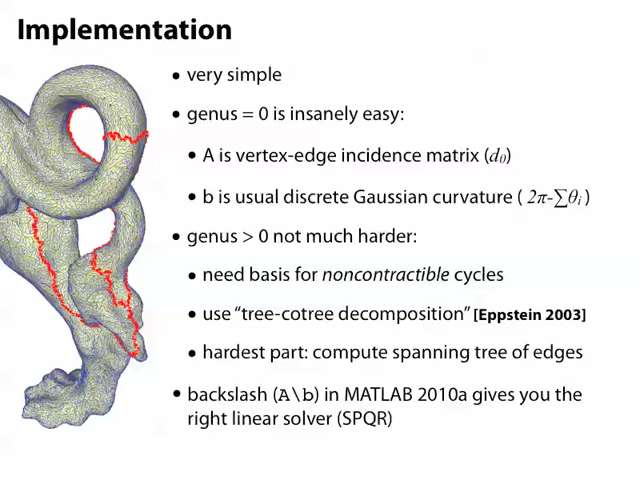 Implementation
• very simple
• genus = 0 is insanely easy:
• A is vertex-edge incidence matrix (d₀)
• b is usual discrete Gaussian curvature ( 2π-∑θᵢ )
• genus > 0 not much harder:
• need basis for noncontractible cycles
• use “tree-cotree decomposition” [Eppstein 2003]
• hardest part: compute spanning tree of edges
• backslash (A\b) in MATLAB 2010a gives you the
right linear solver (SPQR)